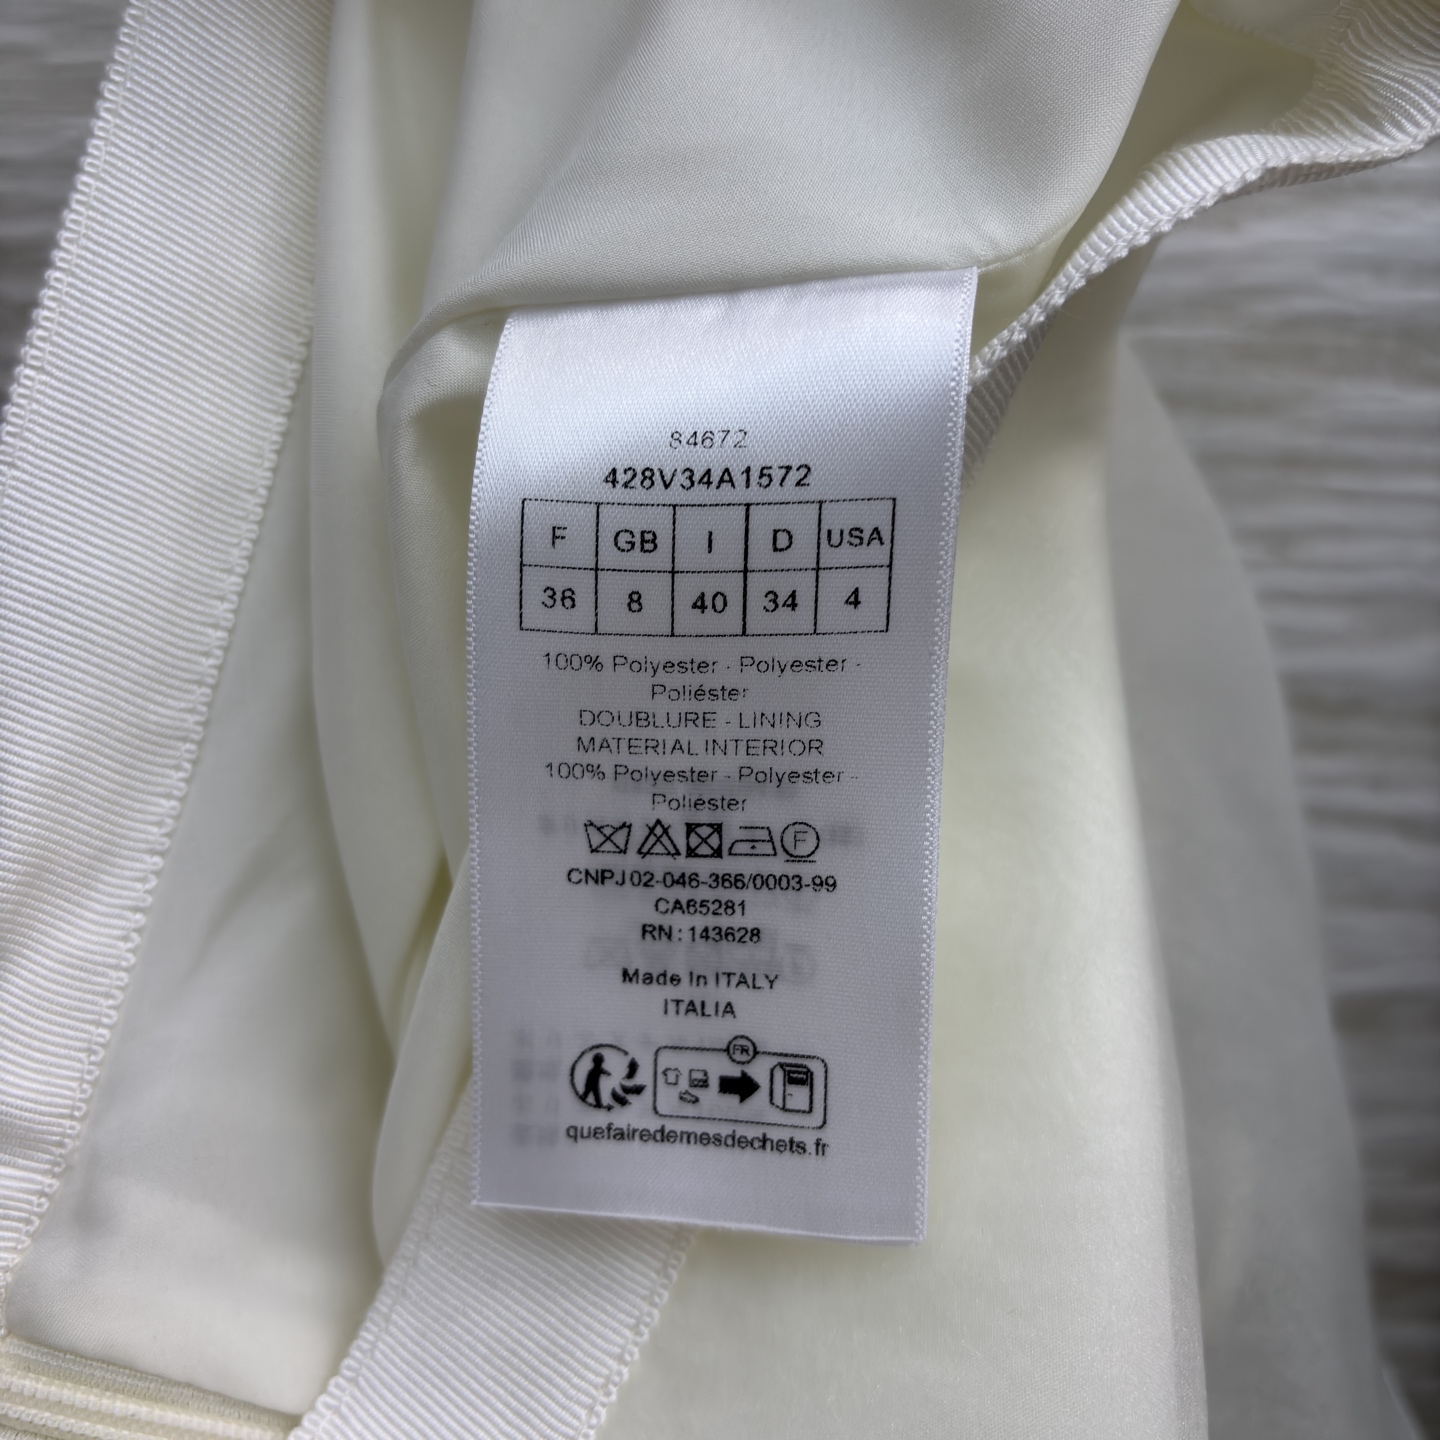 84672
428V34A1572
F GB I D USA
36 8 40 34 4
100% Polyester - Polyester -
Poliéster
DOUBLURE - LINING
MATERIAL INTERIOR
100% Polyester - Polyester -
Poliéster
F
CNPJ 02-046-366/0003-99
CA65281
RN : 143628
Made in ITALY
ITALIA
FR
quefairedemesdechets.fr